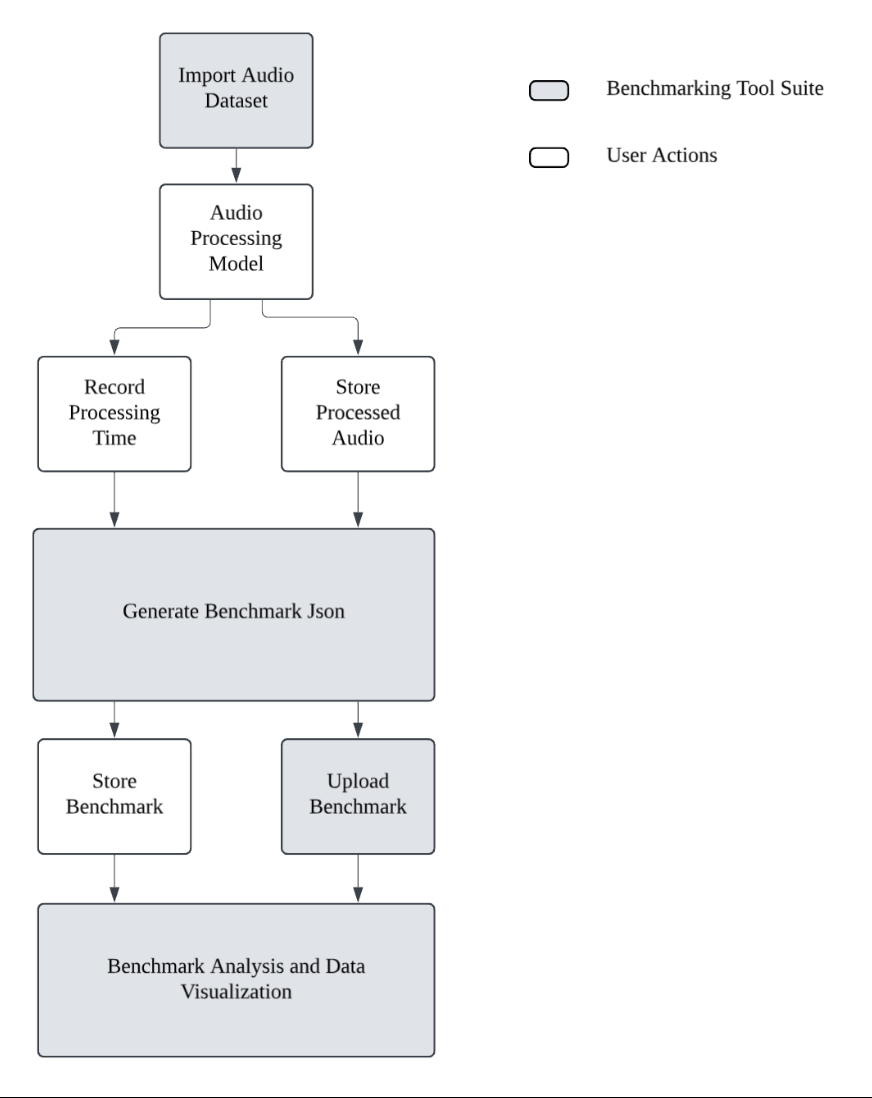 Import Audio
Dataset
Benchmarking Tool Suite
User Actions
Audio
Processing
Model
Record
Processing
Time
Store
Processed
Audio
Generate Benchmark Json
Store
Benchmark
Upload
Benchmark
Benchmark Analysis and Data
Visualization